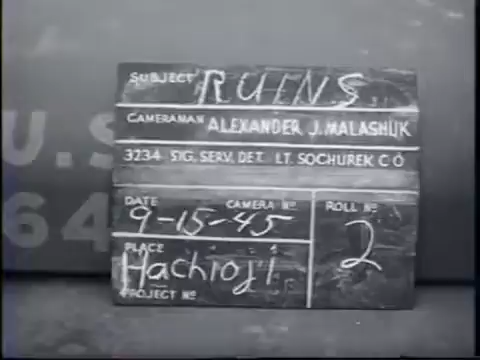 SUBJECT RUINS
CAMERAMAN ALEXANDER J. MALASHUK
3234 SIG. SERV. DET. LT. SOCHUREK C O
DATE CAMERA Nº ROLL Nº
9-15-45 2
PLACE
Hachioji
PROJECT Nº
U.S
64